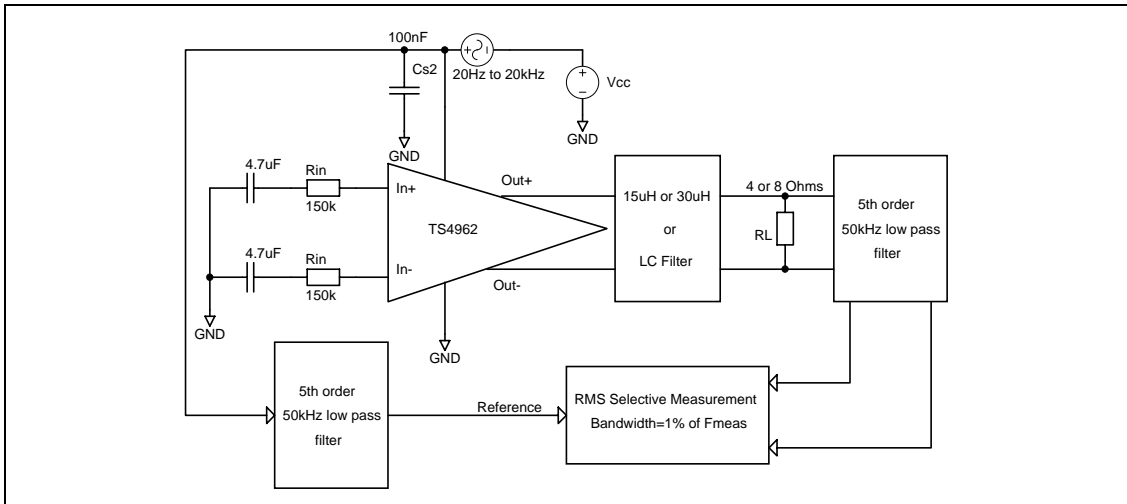 100nF
Cs2
20Hz to 20kHz
Vcc
GND
GND
4.7uF
Rin
150k
In+
Out+
15uH or 30uH
or
LC Filter
4 or 8 Ohms
RL
5th order
50kHz low pass
filter
TS4962
4.7uF
Rin
150k
In-
Out-
GND
GND
5th order
50kHz low pass
filter
Reference
RMS Selective Measurement
Bandwidth=1% of Fmeas